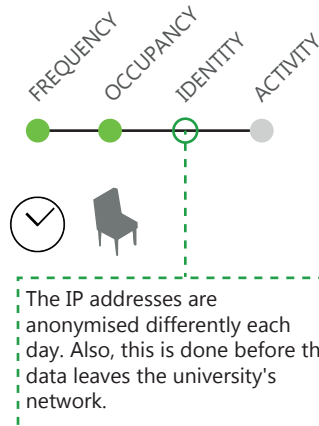 FREQUENCY
OCCUPANCY
IDENTITY
ACTIVITY
The IP addresses are
anonymised differently each
day. Also, this is done before th
data leaves the university's
network.